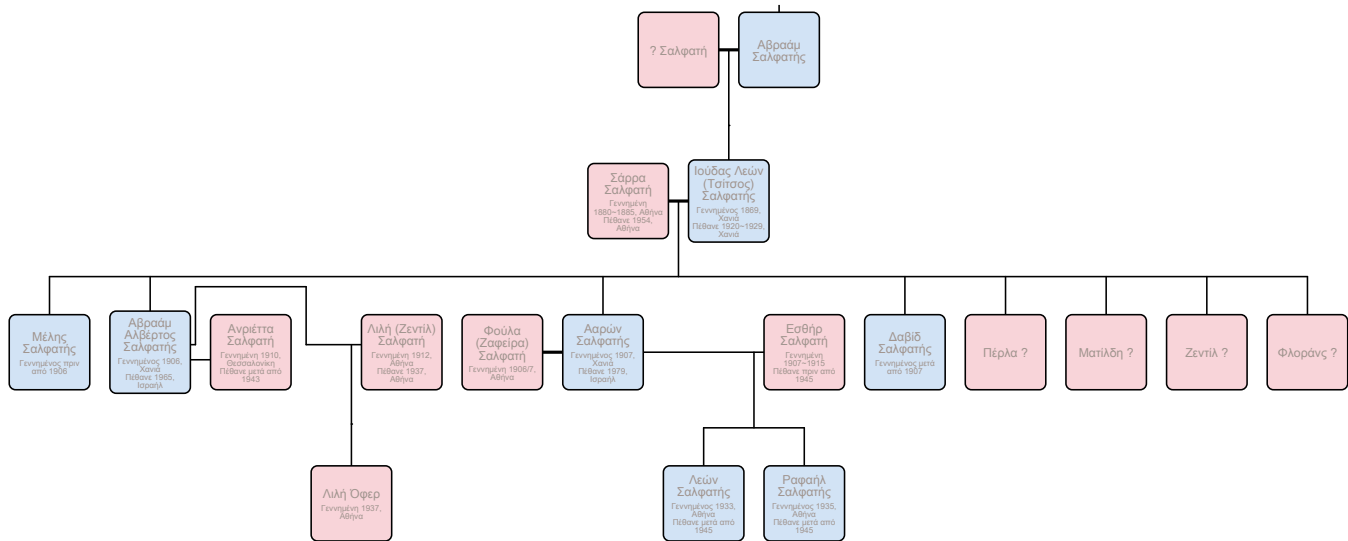 ? Σαλφατή
Αβραάμ
Σαλφατής
Σάρρα
Σαλφατή
Γεννημένη
1880~1885, Αθήνα
Πέθανε 1954,
Αθήνα
Ιούδας Λεών
(Τσίτσος)
Σαλφατής
Γεννημένος 1869,
Χανιά
Πέθανε 1920~1929,
Χανιά
Μέλης
Σαλφατής
Γεννημένος πριν
από 1906
Αβραάμ
Αλβέρτος
Σαλφατής
Γεννημένος 1906,
Χανιά
Πέθανε 1965,
Ισραήλ
Ανριέττα
Σαλφατή
Γεννημένη 1910,
Θεσσαλονίκη
Πέθανε μετά από
1943
Λιλή (Ζεντίλ)
Σαλφατή
Γεννημένη 1912,
Αθήνα
Πέθανε 1937,
Αθήνα
Φούλα
(Ζαφείρα)
Σαλφατή
Γεννημένη 1906/7,
Αθήνα
Ααρών
Σαλφατής
Γεννημένος 1907,
Χανιά
Πέθανε 1979,
Ισραήλ
Εσθήρ
Σαλφατή
Γεννημένη
1907~1915
Πέθανε πριν από
1945
Δαβίδ
Σαλφατής
Γεννημένος μετά
από 1907
Πέρλα ?
Ματίλδη ?
Ζεντίλ ?
Φλοράνς ?
Λιλή Όφερ
Γεννημένη 1937,
Αθήνα
Λεών
Σαλφατής
Γεννημένος 1933,
Αθήνα
Πέθανε μετά από
1945
Ραφαήλ
Σαλφατής
Γεννημένος 1935,
Αθήνα
Πέθανε μετά από
1945